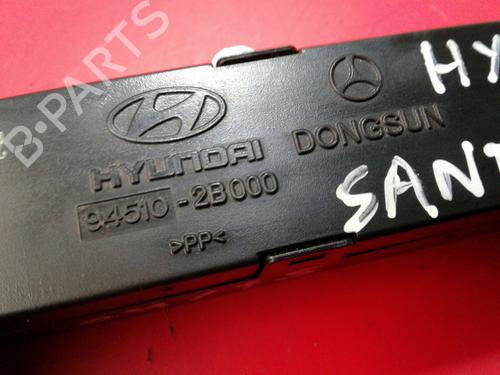 HYUNDAI
DONGSUN
94510-2B000
>PP<
HY
SANT
B-PARTS